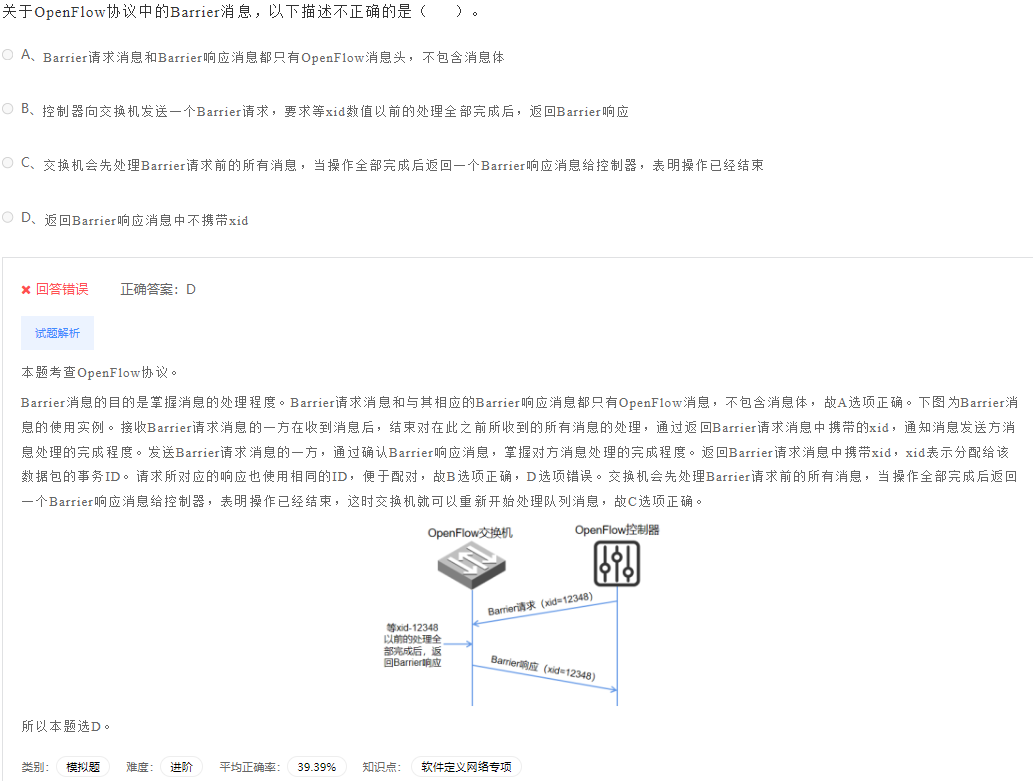 关于OpenFlow协议中的Barrier消息，以下描述不正确的是（　　）。
A、Barrier请求消息和Barrier响应消息都只有OpenFlow消息头，不包含消息体
B、控制器向交换机发送一个Barrier请求，要求等xid数值以前的处理全部完成后，返回Barrier响应
C、交换机会先处理Barrier请求前的所有消息，当操作全部完成后返回一个Barrier响应消息给控制器，表明操作已经结束
D、返回Barrier响应消息中不携带xid
回答错误 正确答案：D
试题解析
本题考查OpenFlow协议。
Barrier消息的目的是掌握消息的处理程度。Barrier请求消息和与其相应的Barrier响应消息都只有OpenFlow消息，不包含消息体，故A选项正确。下图为Barrier消
息的使用实例。接收Barrier请求消息的一方在收到消息后，结束对在此之前所收到的所有消息的处理，通过返回Barrier请求消息中携带的xid，通知消息发送方消
息处理的完成程度。发送Barrier请求消息的一方，通过确认Barrier响应消息，掌握对方消息处理的完成程度。返回Barrier请求消息中携带xid，xid表示分配给该
数据包的事务ID。请求所对应的响应也使用相同的ID，便于配对，故B选项正确，D选项错误。交换机会先处理Barrier请求前的所有消息，当操作全部完成后返回
一个Barrier响应消息给控制器，表明操作已经结束，这时交换机就可以重新开始处理队列消息，故C选项正确。
OpenFlow交换机 OpenFlow控制器
Barrier请求（xid=12348）
等xid-12348
以前的处理全
部完成后，返
回Barrier响应
Barrier响应（xid=12348）
所以本题选D。
类别： 模拟题 难度： 进阶 平均正确率： 39.39% 知识点： 软件定义网络专项